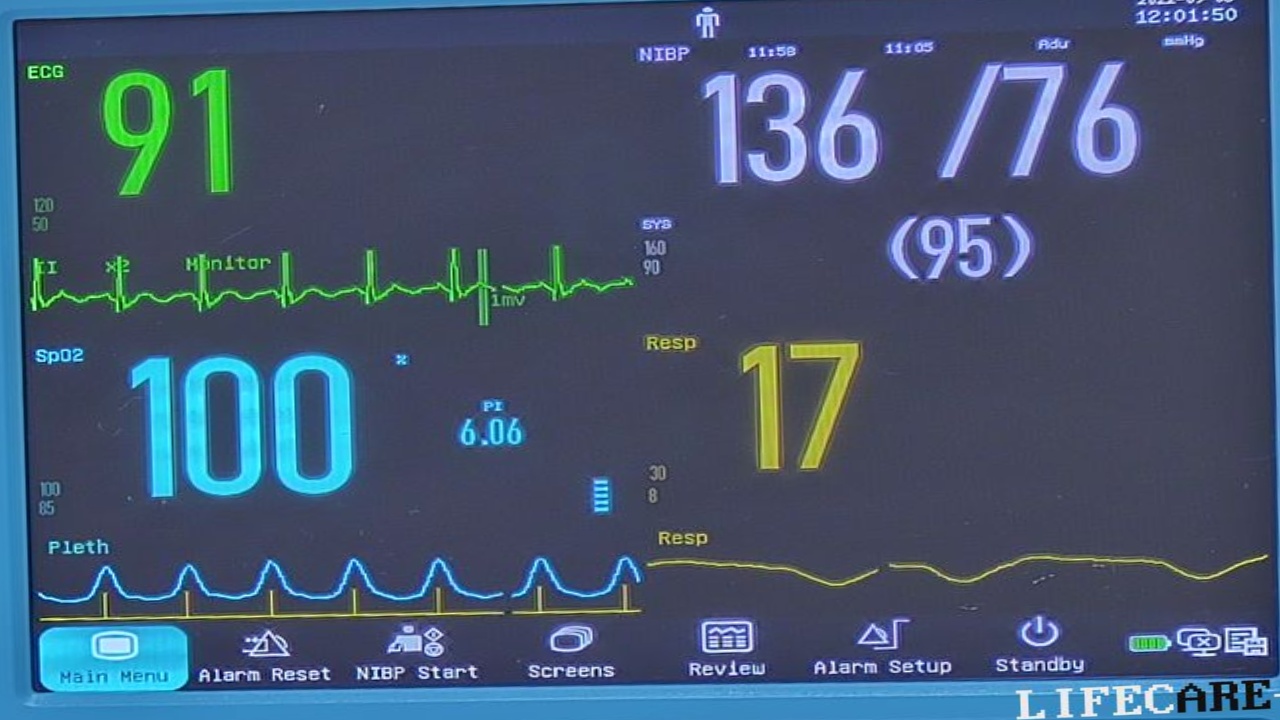 12:01:50
ECG
91
120
50
II x2 Monitor
1mv
NIBP 11:58 11:05 Adu mmHg
136 /76
(95)
SYS
160
90
SpO2 %
100
PI
6.06
100
85
Pleth
Resp
17
30
8
Resp
Main Menu
Alarm Reset
NIBP Start
Screens
Review
Alarm Setup
Standby
LIFECARE